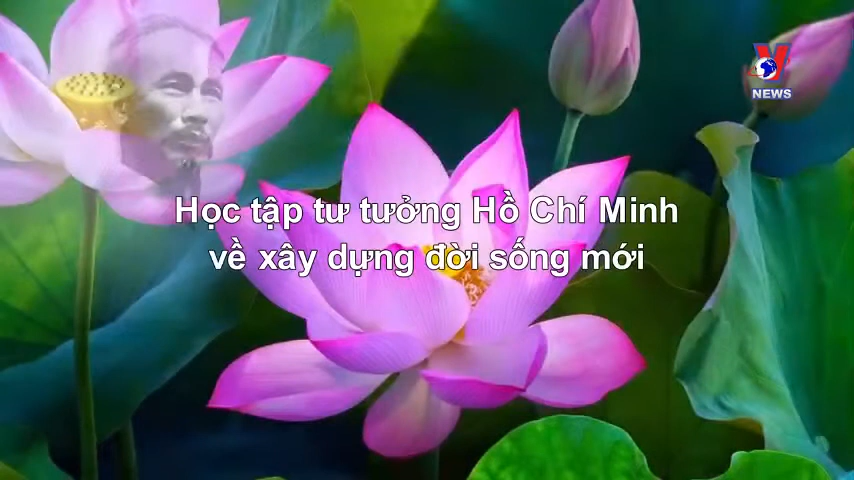 V
NEWS
Học tập tư tưởng Hồ Chí Minh
về xây dựng đời sống mới